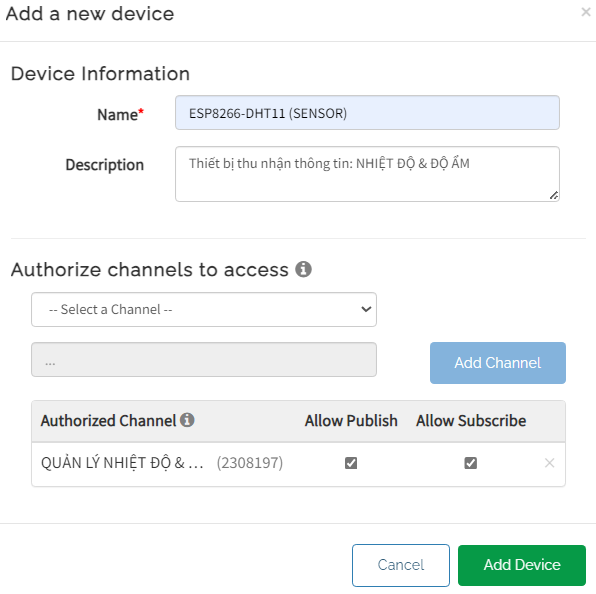 Add a new device
×
Device Information
Name*
ESP8266-DHT11 (SENSOR)
Description
Thiết bị thu nhận thông tin: NHIỆT ĐỘ & ĐỘ ẨM
Authorize channels to access
-- Select a Channel --
...
Add Channel
Authorized Channel Allow Publish Allow Subscribe
QUẢN LÝ NHIỆT ĐỘ & ... (2308197) ×
Cancel Add Device